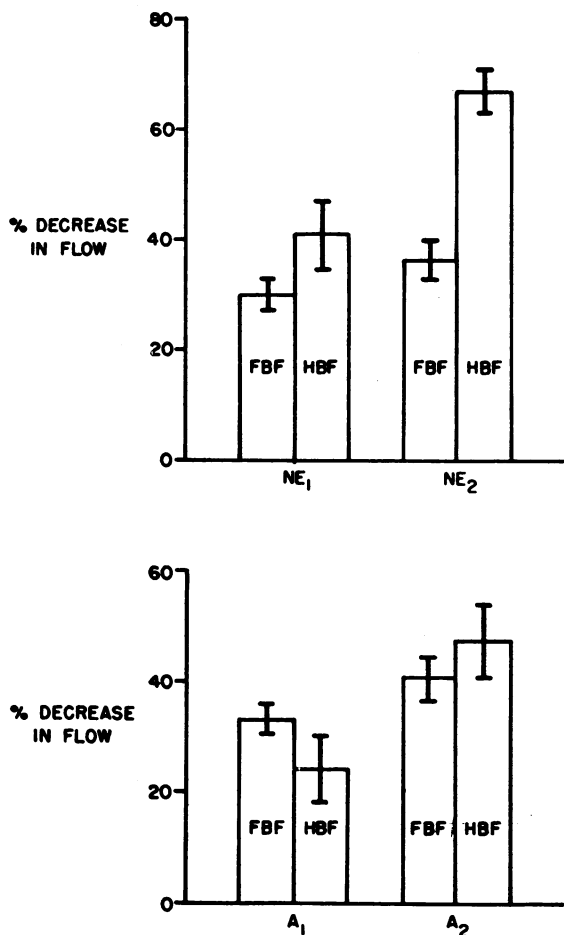 80
60
% DECREASE
IN FLOW
40
20
0
FBF HBF FBF HBF
NE₁ NE₂
60
40
% DECREASE
IN FLOW
20
0
FBF HBF FBF HBF
A₁ A₂